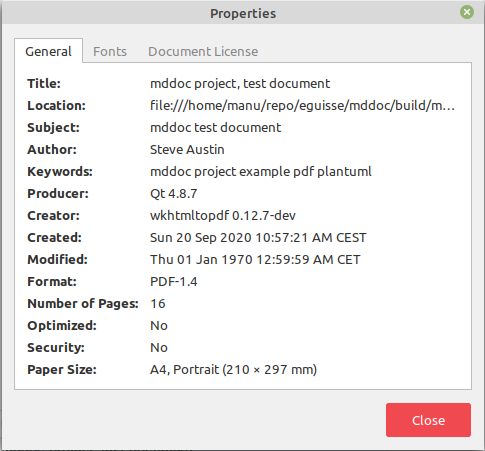 Properties
General Fonts Document License
Title: mddoc project, test document
Location: file:///home/manu/repo/eguisse/mddoc/build/m...
Subject: mddoc test document
Author: Steve Austin
Keywords: mddoc project example pdf plantuml
Producer: Qt 4.8.7
Creator: wkhtmltopdf 0.12.7-dev
Created: Sun 20 Sep 2020 10:57:21 AM CEST
Modified: Thu 01 Jan 1970 12:59:59 AM CET
Format: PDF-1.4
Number of Pages: 16
Optimized: No
Security: No
Paper Size: A4, Portrait (210 × 297 mm)
Close